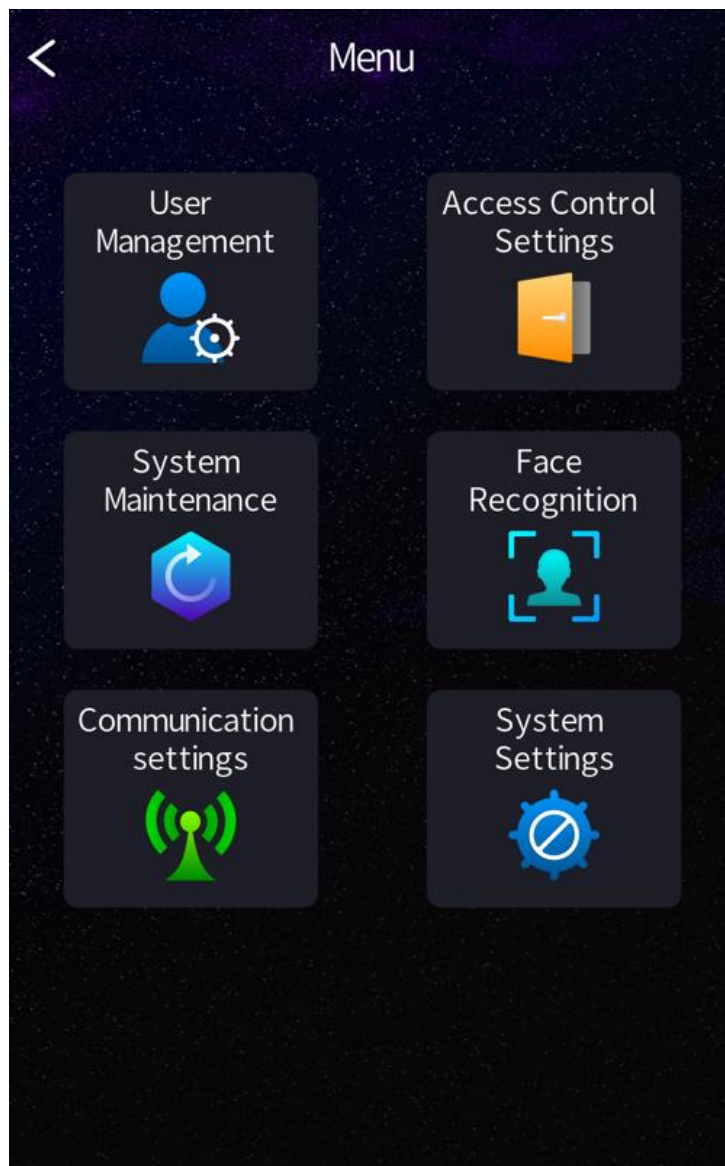 Menu
User
Management
Access Control
Settings
System
Maintenance
Face
Recognition
Communication
settings
System
Settings